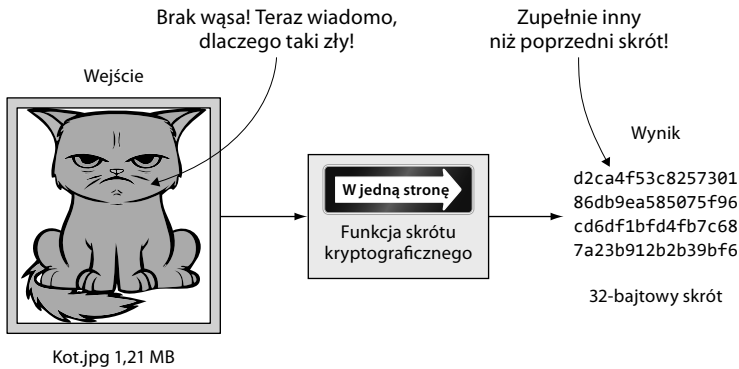 Brak wąsa! Teraz wiadomo,
dlaczego taki zły!
Zupełnie inny
niż poprzedni skrót!
Wejście
Wynik
W jedną stronę
Funkcja skrótu
kryptograficznego
d2ca4f53c8257301
86db9ea585075f96
cd6df1bfd4fb7c68
7a23b912b2b39bf6
32-bajtowy skrót
Kot.jpg 1,21 MB